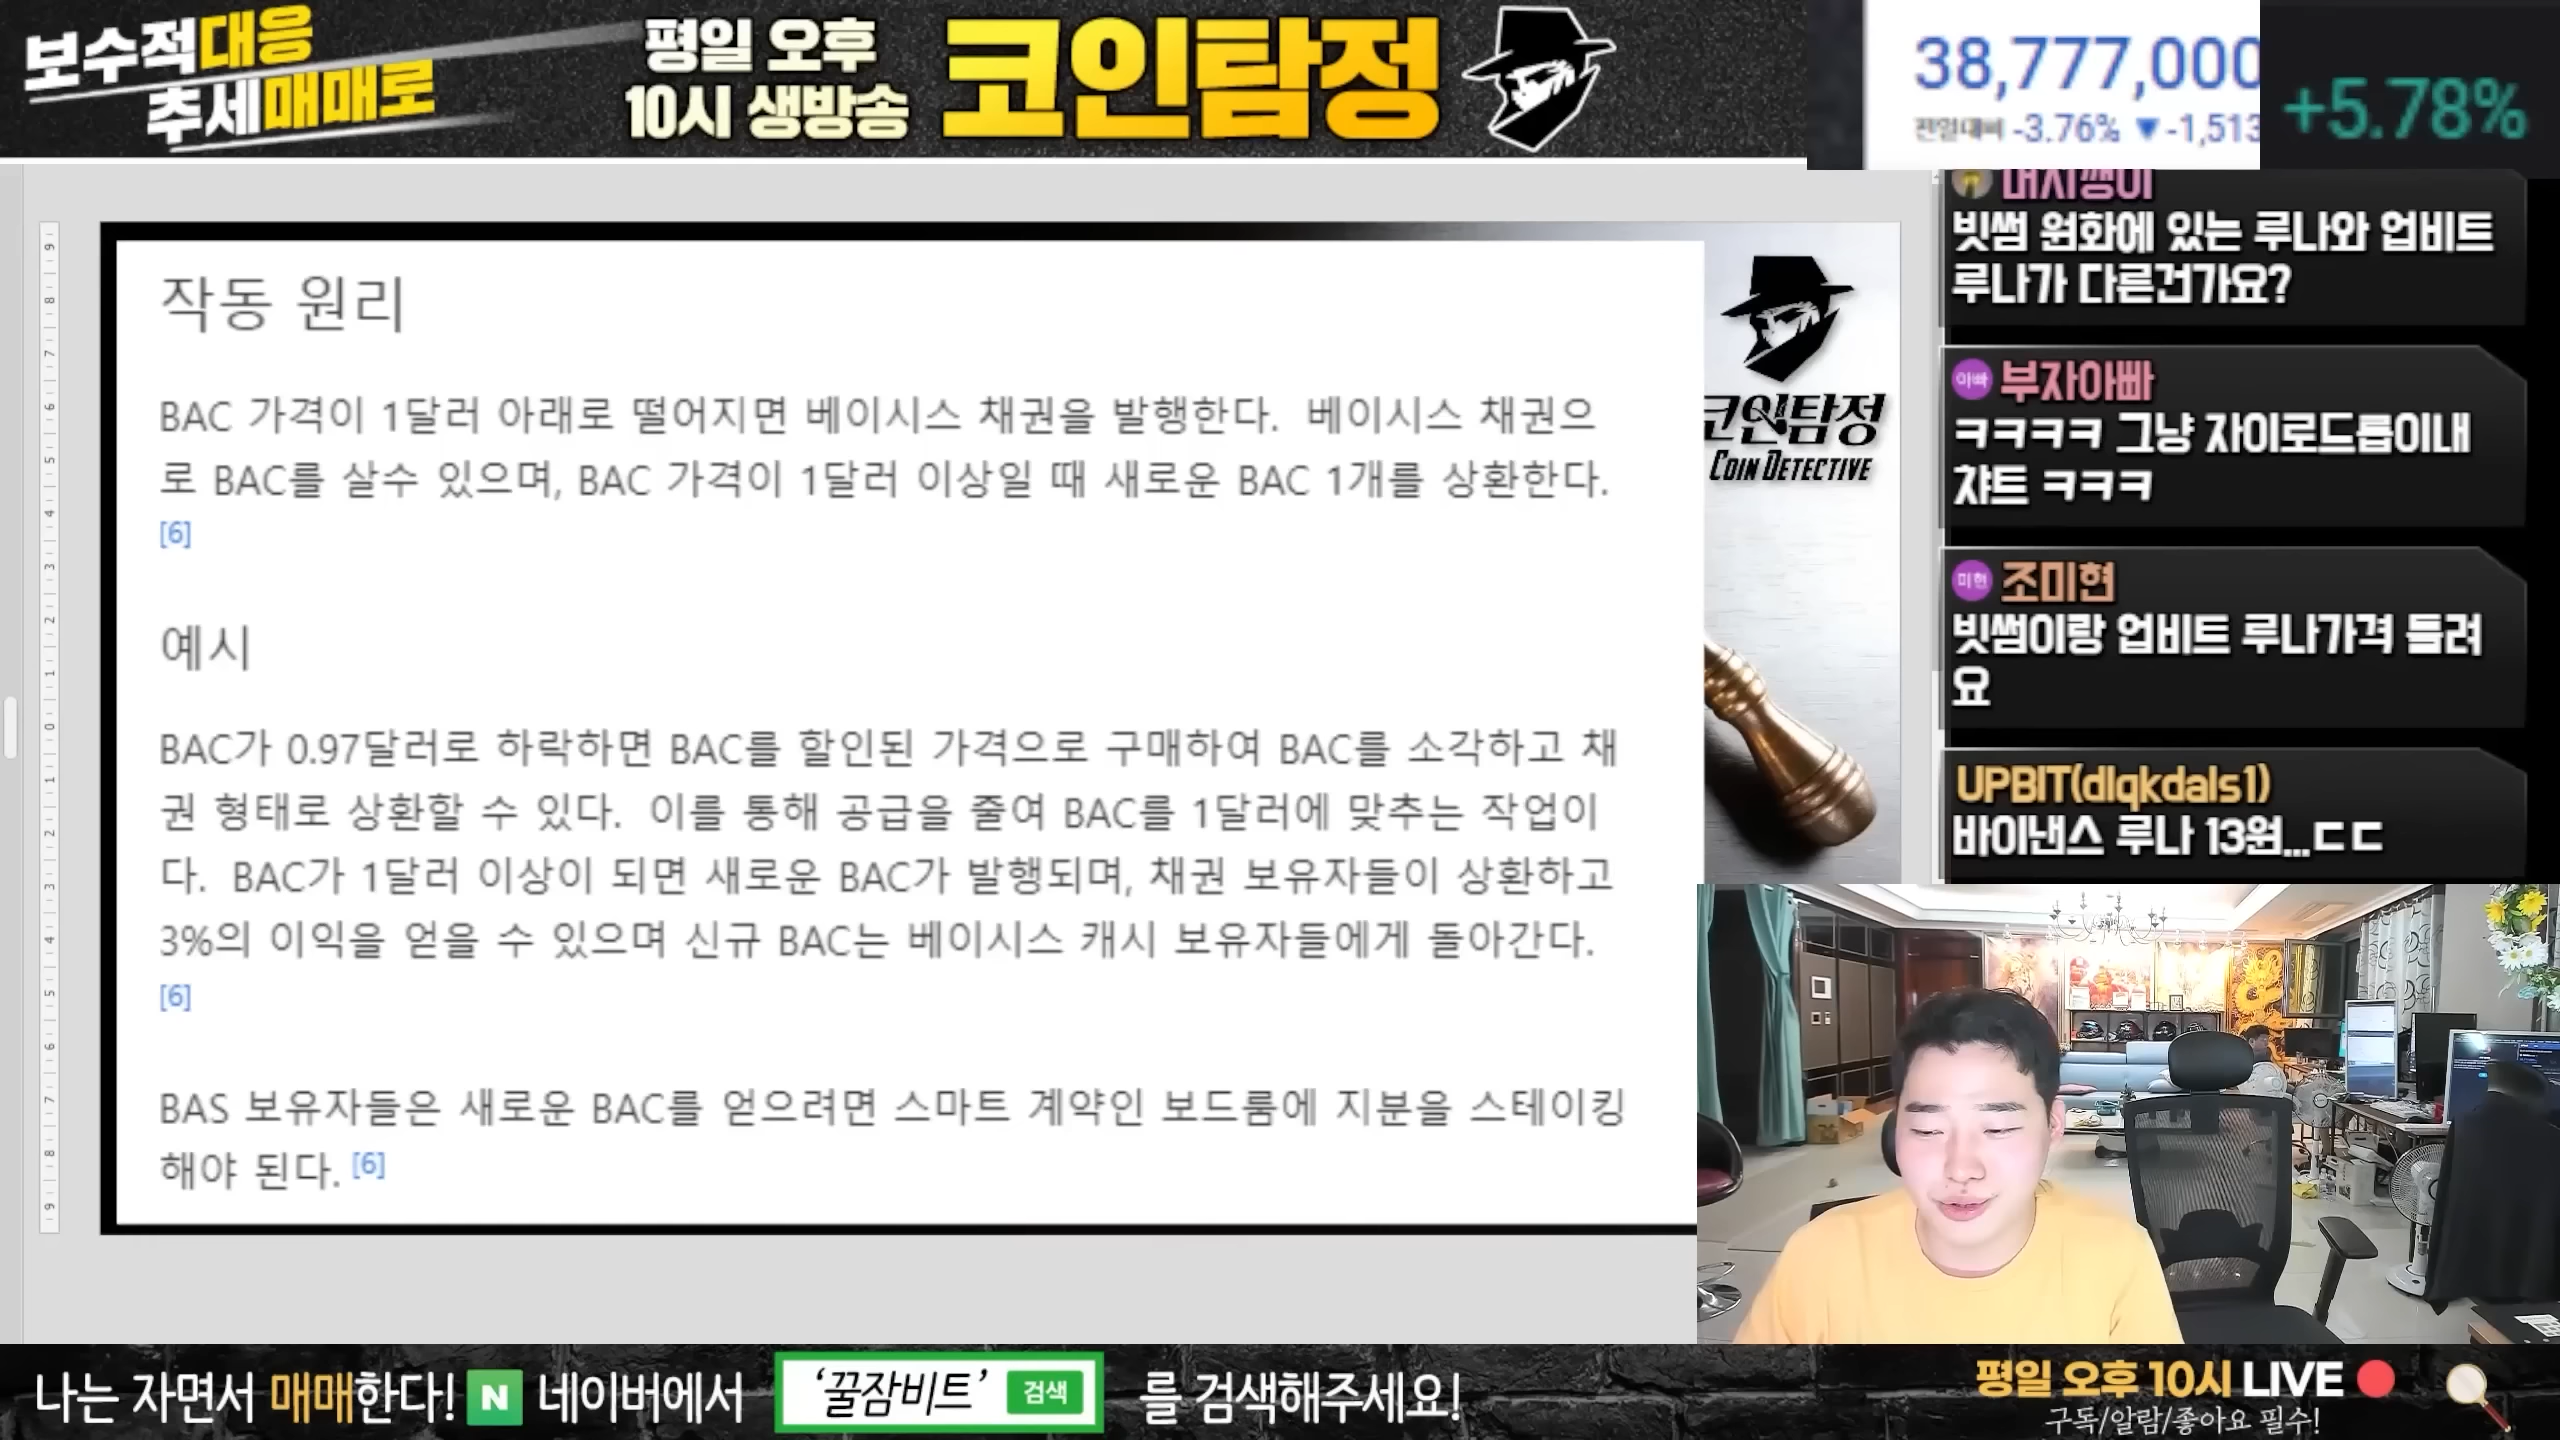 보수적대응
추세매매로
평일 오후
10시 생방송
코인탐정
38,777,000
전일대비 -3.76% ▼-1,513
+5.78%
작동 원리
BAC 가격이 1달러 아래로 떨어지면 베이시스 채권을 발행한다. 베이시스 채권으
로 BAC를 살수 있으며, BAC 가격이 1달러 이상일 때 새로운 BAC 1개를 상환한다.
[6]
예시
BAC가 0.97달러로 하락하면 BAC를 할인된 가격으로 구매하여 BAC를 소각하고 채
권 형태로 상환할 수 있다. 이를 통해 공급을 줄여 BAC를 1달러에 맞추는 작업이
다. BAC가 1달러 이상이 되면 새로운 BAC가 발행되며, 채권 보유자들이 상환하고
3%의 이익을 얻을 수 있으며 신규 BAC는 베이시스 캐시 보유자들에게 돌아간다.
[6]
BAS 보유자들은 새로운 BAC를 얻으려면 스마트 계약인 보드룸에 지분을 스테이킹
해야 된다. [6]
코인탐정
COIN DETECTIVE
빗썸 원화에 있는 루나와 업비트
루나가 다른건가요?
아빠 부자아빠
ㅋㅋㅋㅋ 그냥 자이로드롭이내
챠트 ㅋㅋㅋ
미현 조미현
빗썸이랑 업비트 루나가격 틀려
요
UPBIT(dlqkdals1)
바이낸스 루나 13원...ㄷㄷ
나는 자면서 매매한다! N 네이버에서 '꿀잠비트' 검색 를 검색해주세요!
평일 오후 10시 LIVE
구독/알람/좋아요 필수!